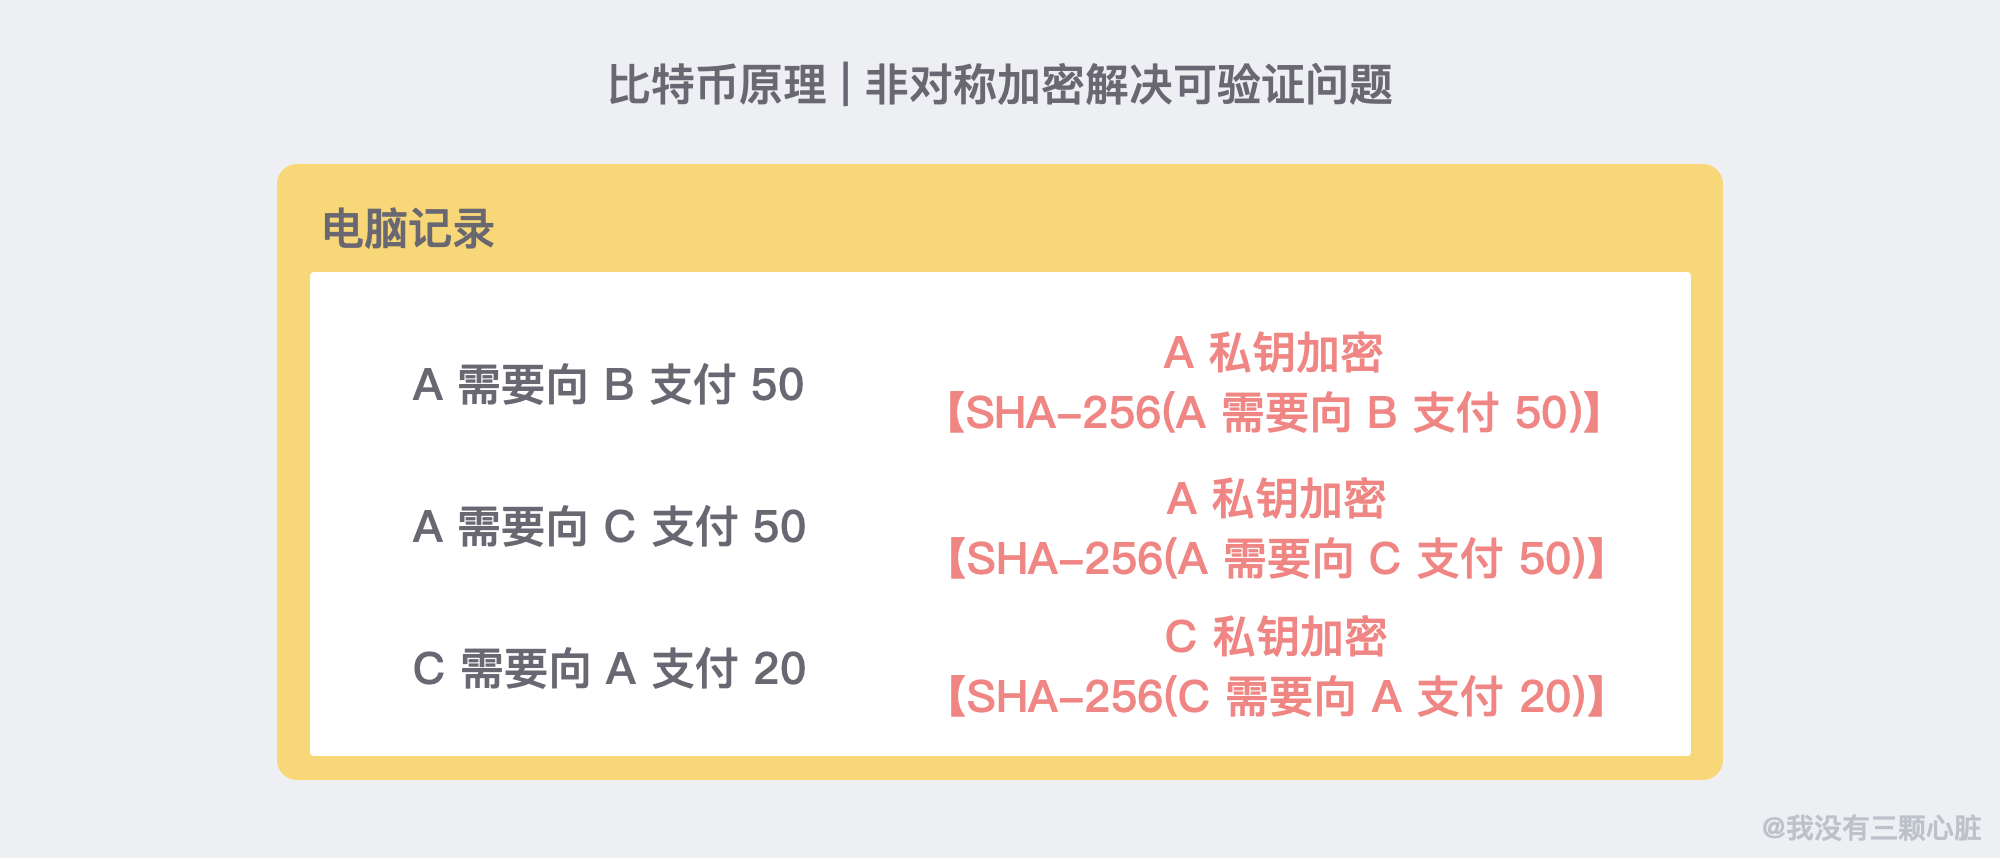 比特币原理 | 非对称加密解决可验证问题
电脑记录
A 需要向 B 支付 50
A 私钥加密
【SHA-256(A 需要向 B 支付 50)】
A 需要向 C 支付 50
A 私钥加密
【SHA-256(A 需要向 C 支付 50)】
C 需要向 A 支付 20
C 私钥加密
【SHA-256(C 需要向 A 支付 20)】
@我没有三颗心脏